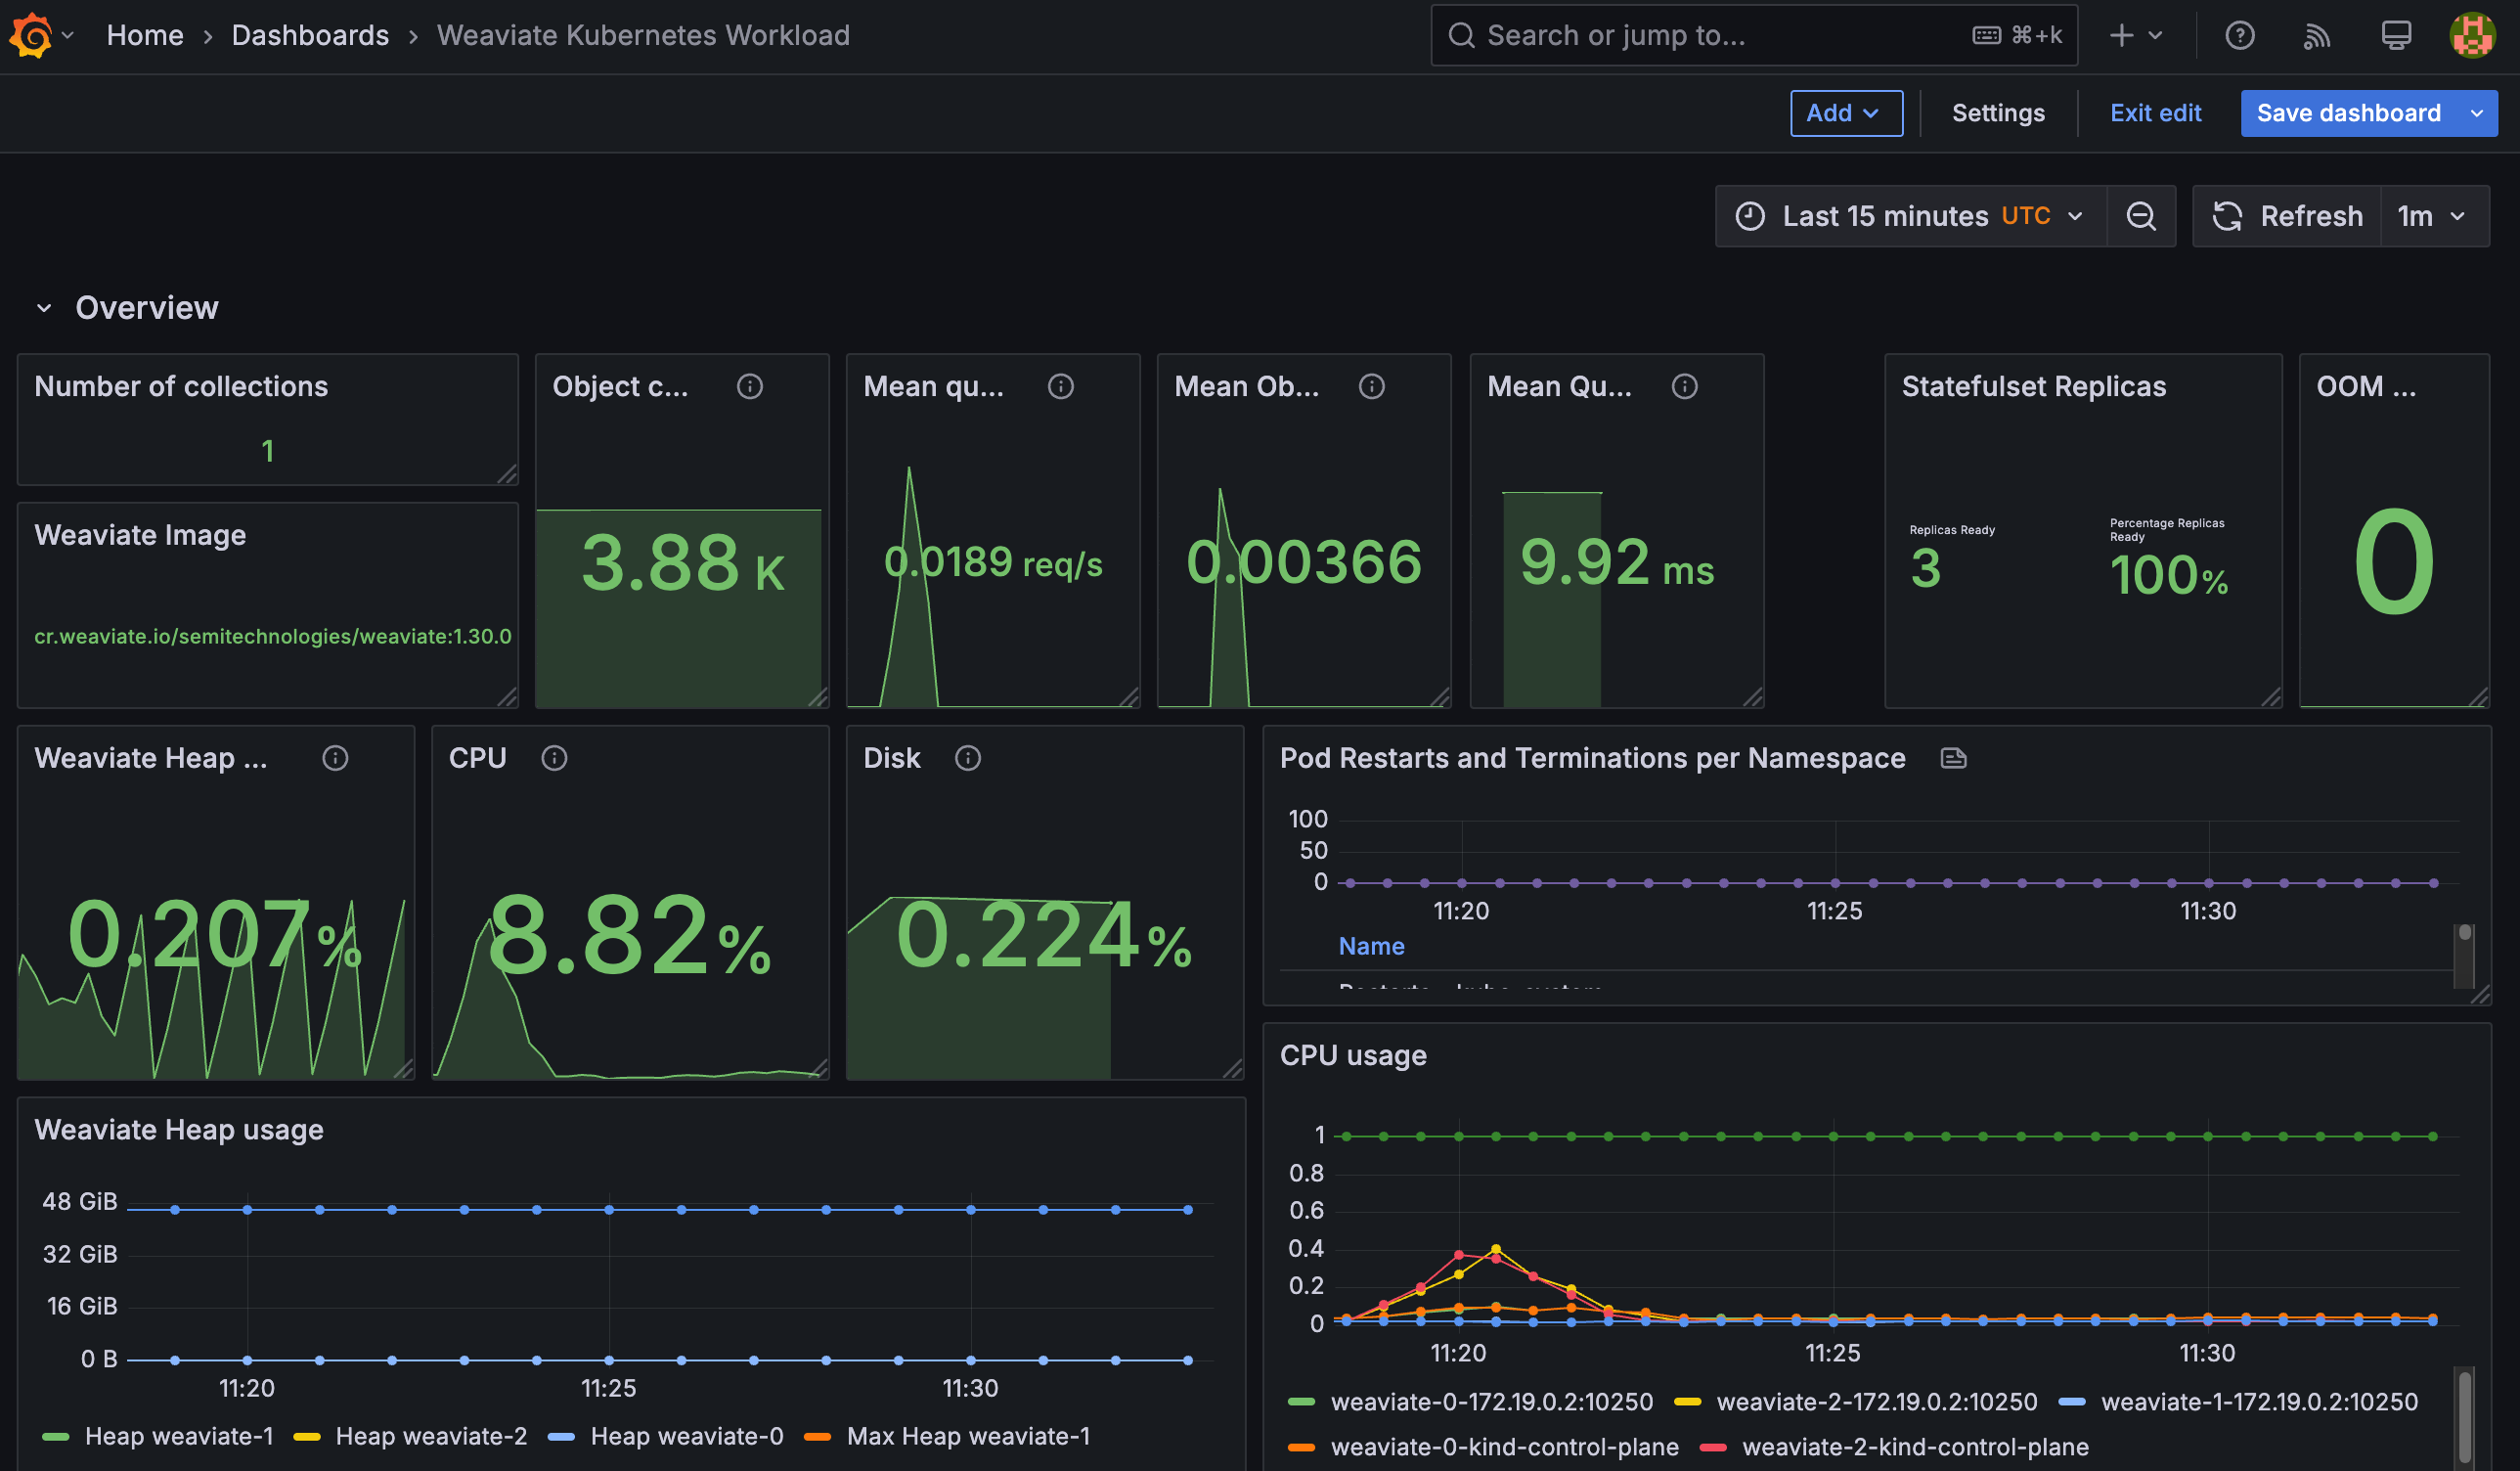 Home › Dashboards › Weaviate Kubernetes Workload
Search or jump to... ⌘+k
Add
Settings
Exit edit
Save dashboard
Last 15 minutes UTC
Refresh
1m
Overview
Number of collections
1
Weaviate Image
cr.weaviate.io/semitechnologies/weaviate:1.30.0
Object c...
3.88 K
Mean qu...
0.0189 req/s
Mean Ob...
0.00366
Mean Qu...
9.92 ms
Statefulset Replicas
Replicas Ready
3
Percentage Replicas
Ready
100%
OOM ...
0
Weaviate Heap ...
0.207%
CPU
8.82%
Disk
0.224%
Pod Restarts and Terminations per Namespace
100
50
0
11:20 11:25 11:30
Name
Weaviate Heap usage
48 GiB
32 GiB
16 GiB
0 B
11:20 11:25 11:30
Heap weaviate-1 Heap weaviate-2 Heap weaviate-0 Max Heap weaviate-1
CPU usage
1
0.8
0.6
0.4
0.2
0
11:20 11:25 11:30
weaviate-0-172.19.0.2:10250 weaviate-2-172.19.0.2:10250 weaviate-1-172.19.0.2:10250
weaviate-0-kind-control-plane weaviate-2-kind-control-plane